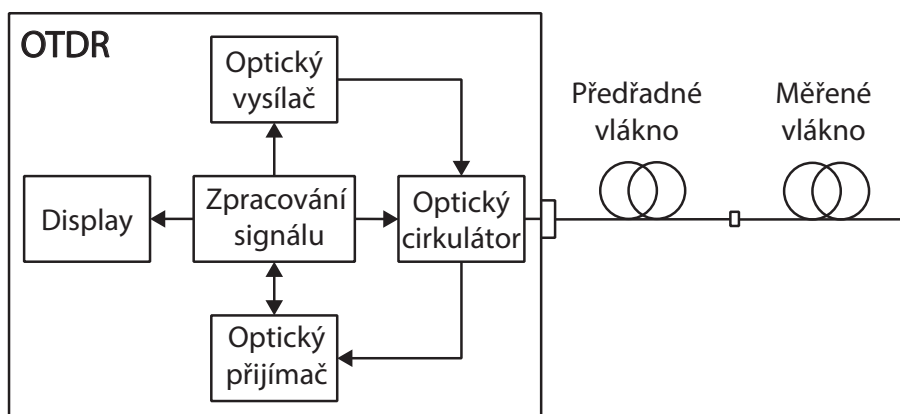 OTDR
Optický
vysílač
Předřadné
vlákno
Měřené
vlákno
Display
Zpracování
signálu
Optický
cirkulátor
Optický
přijímač